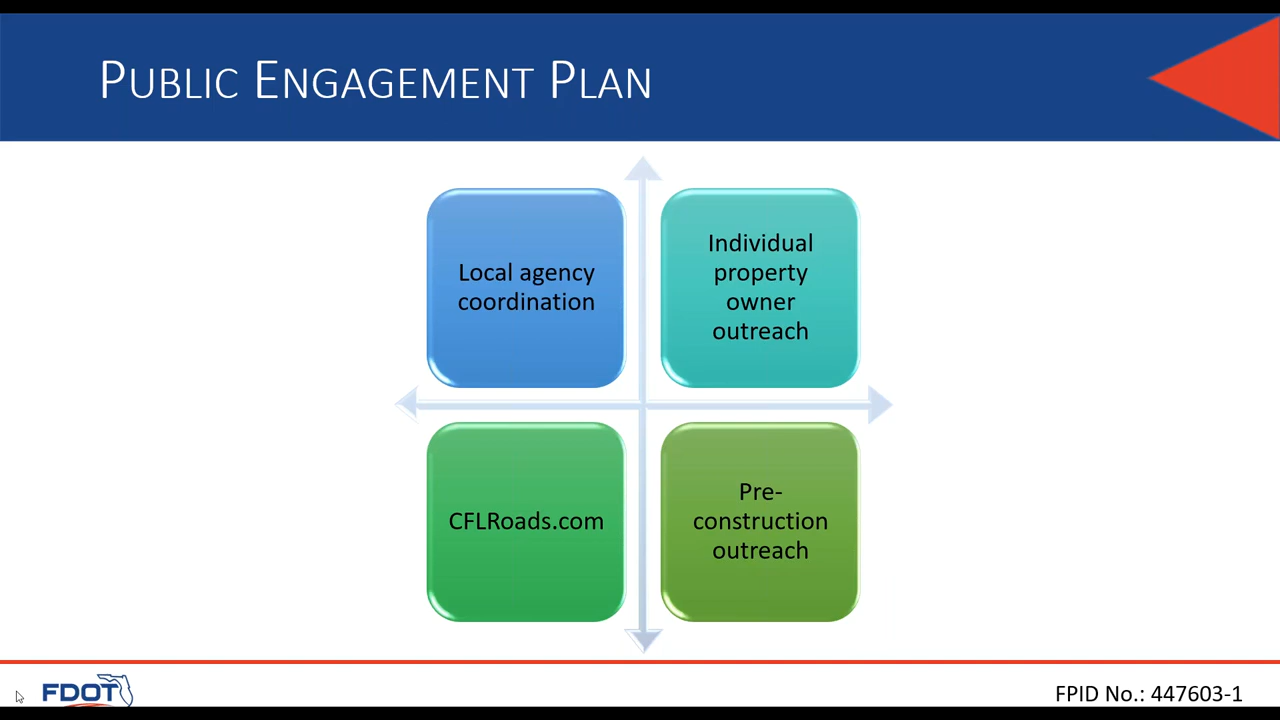 PUBLIC ENGAGEMENT PLAN
Local agency
coordination
Individual
property
owner
outreach
CFLRoads.com
Pre-
construction
outreach
FDOT
FPID No.: 447603-1